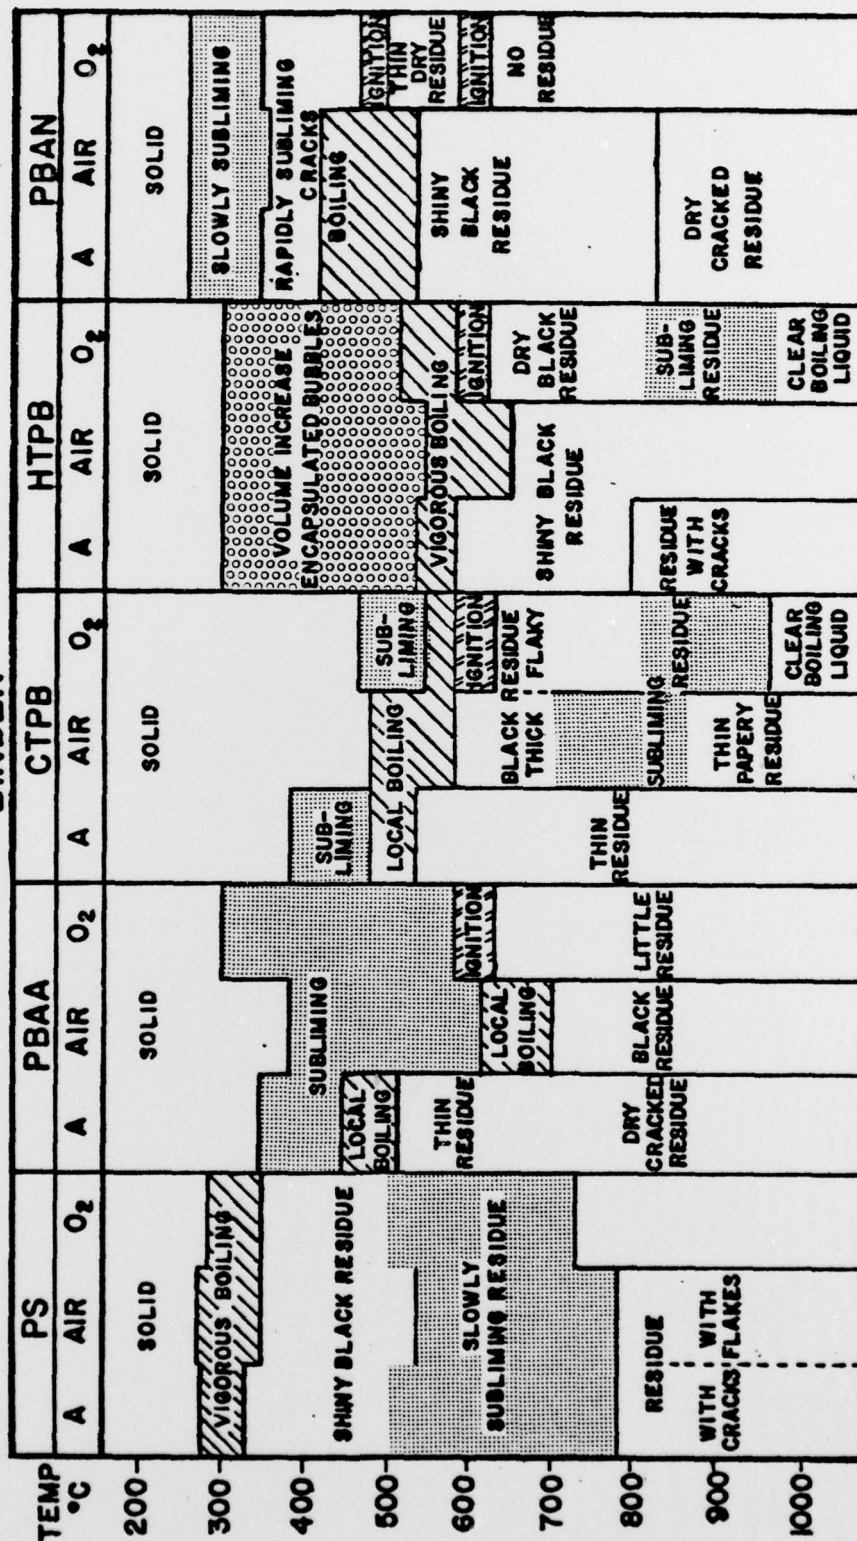 BINDER
TEMP °C
PS
PBAA
CTPB
HTPB
PBAN
A
AIR
O₂
A
AIR
O₂
A
AIR
O₂
A
AIR
O₂
A
AIR
O₂
200
300
400
500
600
700
800
900
1000
SOLID
VIGOROUS BOILING
SHINY BLACK RESIDUE
SLOWLY
SUBLIMING RESIDUE
RESIDUE
WITH
CRACKS
WITH
FLAKES
SOLID
SUBLIMING
LOCAL
BOILING
THIN
RESIDUE
DRY
CRACKED
RESIDUE
LOCAL
BOILING
BLACK
RESIDUE
IGNITION
LITTLE
RESIDUE
SOLID
SUB-
LIMING
LOCAL BOILING
THIN
RESIDUE
SUB-
LIMING
IGNITION
BLACK RESIDUE
THICK
FLAKY
SUBLIMING RESIDUE
THIN
PAPERY
RESIDUE
CLEAR
BOILING
LIQUID
SOLID
VOLUME INCREASE
ENCAPSULATED BUBBLES
VIGOROUS BOILING
IGNITION
SHINY BLACK
RESIDUE
DRY
BLACK
RESIDUE
RESIDUE
WITH
CRACKS
SUB-
LIMING
RESIDUE
CLEAR
BOILING
LIQUID
SOLID
SLOWLY SUBLIMING
RAPIDLY SUBLIMING
CRACKS
BOILING
IGNITION
THIN
DRY
RESIDUE
IGNITION
NO
RESIDUE
SHINY
BLACK
RESIDUE
DRY
CRACKED
RESIDUE